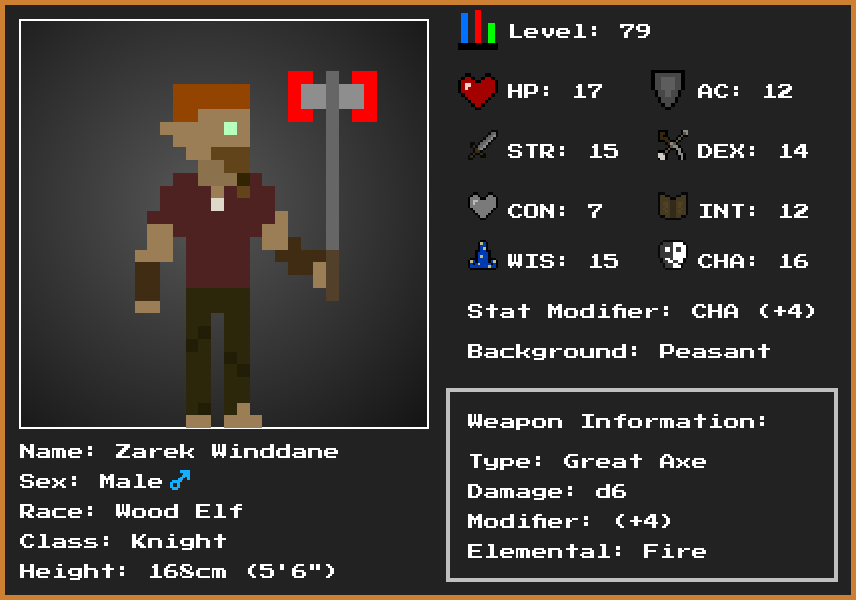 Level: 79
HP: 17
AC: 12
STR: 15
DEX: 14
CON: 7
INT: 12
WIS: 15
CHA: 16
Stat Modifier: CHA (+4)
Background: Peasant
Weapon Information:
Type: Great Axe
Damage: d6
Modifier: (+4)
Elemental: Fire
Name: Zarek Winddane
Sex: Male ♂
Race: Wood Elf
Class: Knight
Height: 168cm (5'6")